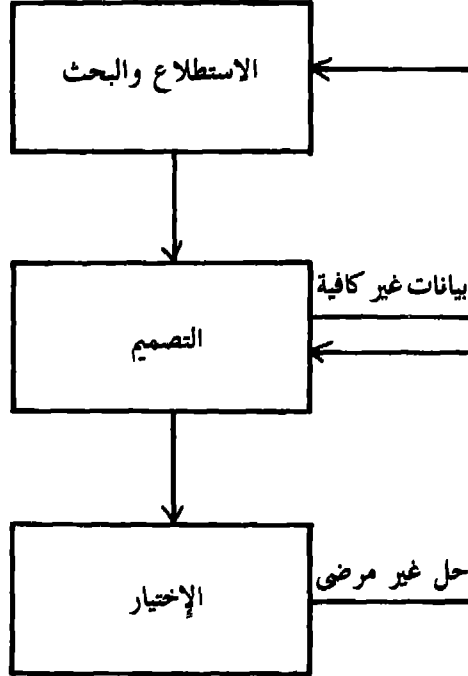 الاستطلاع والبحث
بيانات غير كافية
التصميم
حل غير مرضى
الإختيار